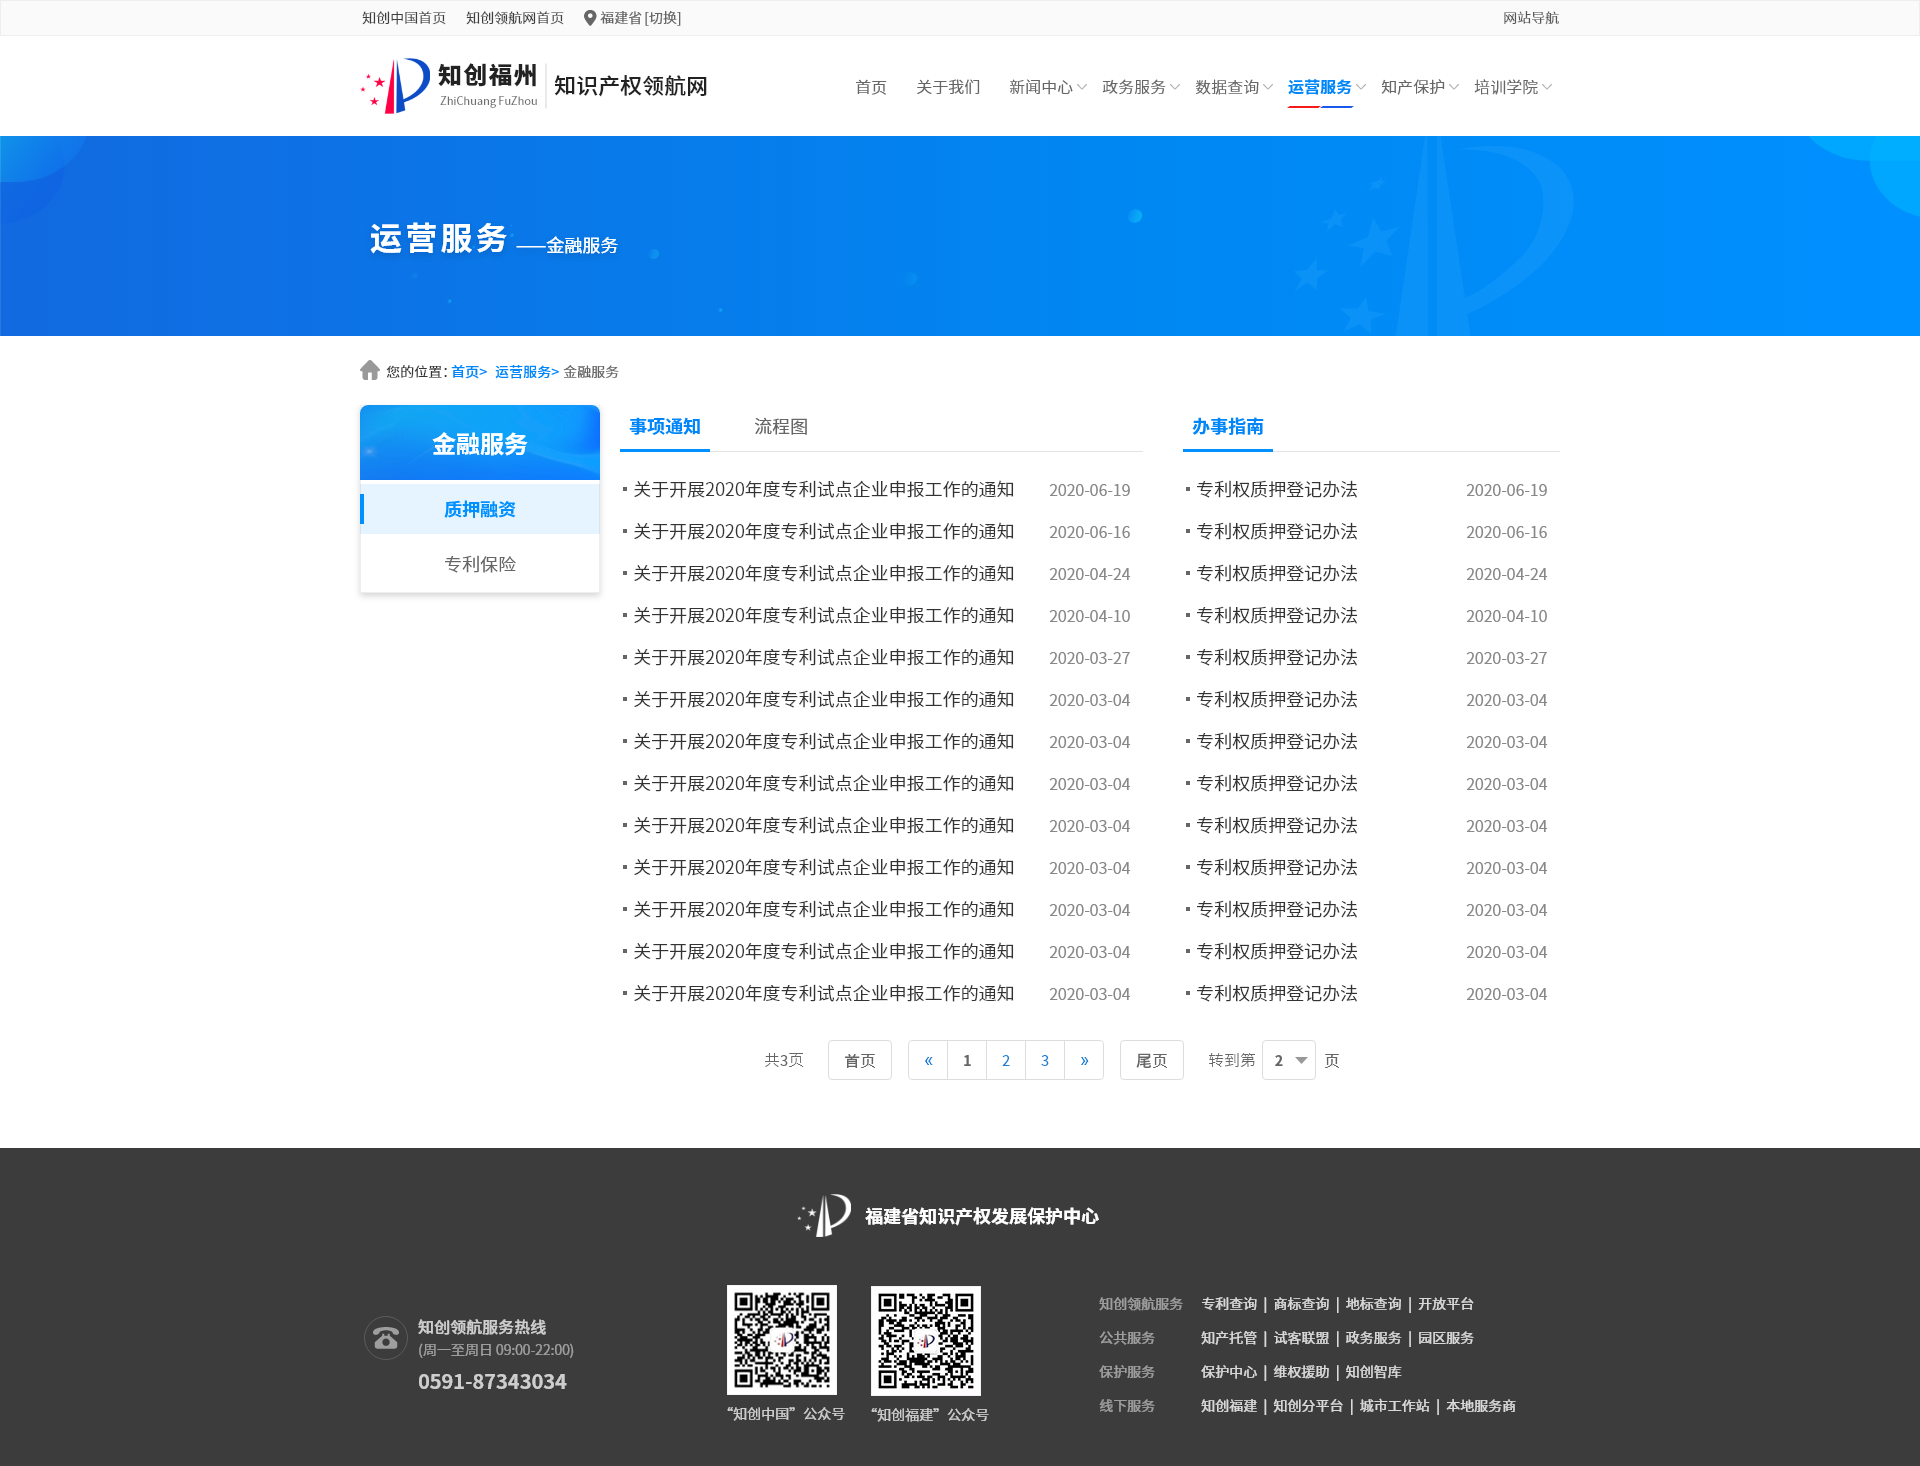 知创中国首页 知创领航网首页 福建省 [切换] 网站导航
知创福州
ZhiChuang FuZhou
知识产权领航网
首页 关于我们 新闻中心 政务服务 数据查询 运营服务 知产保护 培训学院
运营服务 ——金融服务
您的位置：首页> 运营服务> 金融服务
金融服务
质押融资
专利保险
事项通知 流程图 办事指南
关于开展2020年度专利试点企业申报工作的通知 2020-06-19 专利权质押登记办法 2020-06-19
关于开展2020年度专利试点企业申报工作的通知 2020-06-16 专利权质押登记办法 2020-06-16
关于开展2020年度专利试点企业申报工作的通知 2020-04-24 专利权质押登记办法 2020-04-24
关于开展2020年度专利试点企业申报工作的通知 2020-04-10 专利权质押登记办法 2020-04-10
关于开展2020年度专利试点企业申报工作的通知 2020-03-27 专利权质押登记办法 2020-03-27
关于开展2020年度专利试点企业申报工作的通知 2020-03-04 专利权质押登记办法 2020-03-04
关于开展2020年度专利试点企业申报工作的通知 2020-03-04 专利权质押登记办法 2020-03-04
关于开展2020年度专利试点企业申报工作的通知 2020-03-04 专利权质押登记办法 2020-03-04
关于开展2020年度专利试点企业申报工作的通知 2020-03-04 专利权质押登记办法 2020-03-04
关于开展2020年度专利试点企业申报工作的通知 2020-03-04 专利权质押登记办法 2020-03-04
关于开展2020年度专利试点企业申报工作的通知 2020-03-04 专利权质押登记办法 2020-03-04
关于开展2020年度专利试点企业申报工作的通知 2020-03-04 专利权质押登记办法 2020-03-04
关于开展2020年度专利试点企业申报工作的通知 2020-03-04 专利权质押登记办法 2020-03-04
共3页 首页 « 1 2 3 » 尾页 转到第 2 页
福建省知识产权发展保护中心
知创领航服务热线
(周一至周日 09:00-22:00)
0591-87343034
“知创中国”公众号
“知创福建”公众号
知创领航服务 专利查询 | 商标查询 | 地标查询 | 开放平台
公共服务 知产托管 | 试客联盟 | 政务服务 | 园区服务
保护服务 保护中心 | 维权援助 | 知创智库
线下服务 知创福建 | 知创分平台 | 城市工作站 | 本地服务商